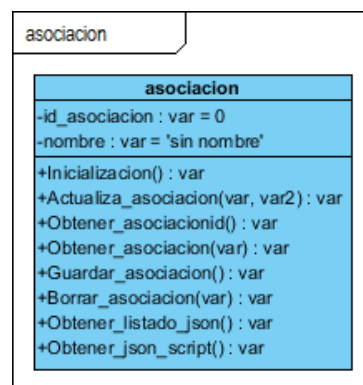 asociacion
asociacion
-id_asociacion : var = 0
-nombre : var = 'sin nombre'
+Inicializacion() : var
+Actualiza_asociacion(var, var2) : var
+Obtener_asociacionid() : var
+Obtener_asociacion(var) : var
+Guardar_asociacion() : var
+Borrar_asociacion(var) : var
+Obtener_listado_json() : var
+Obtener_json_script() : var